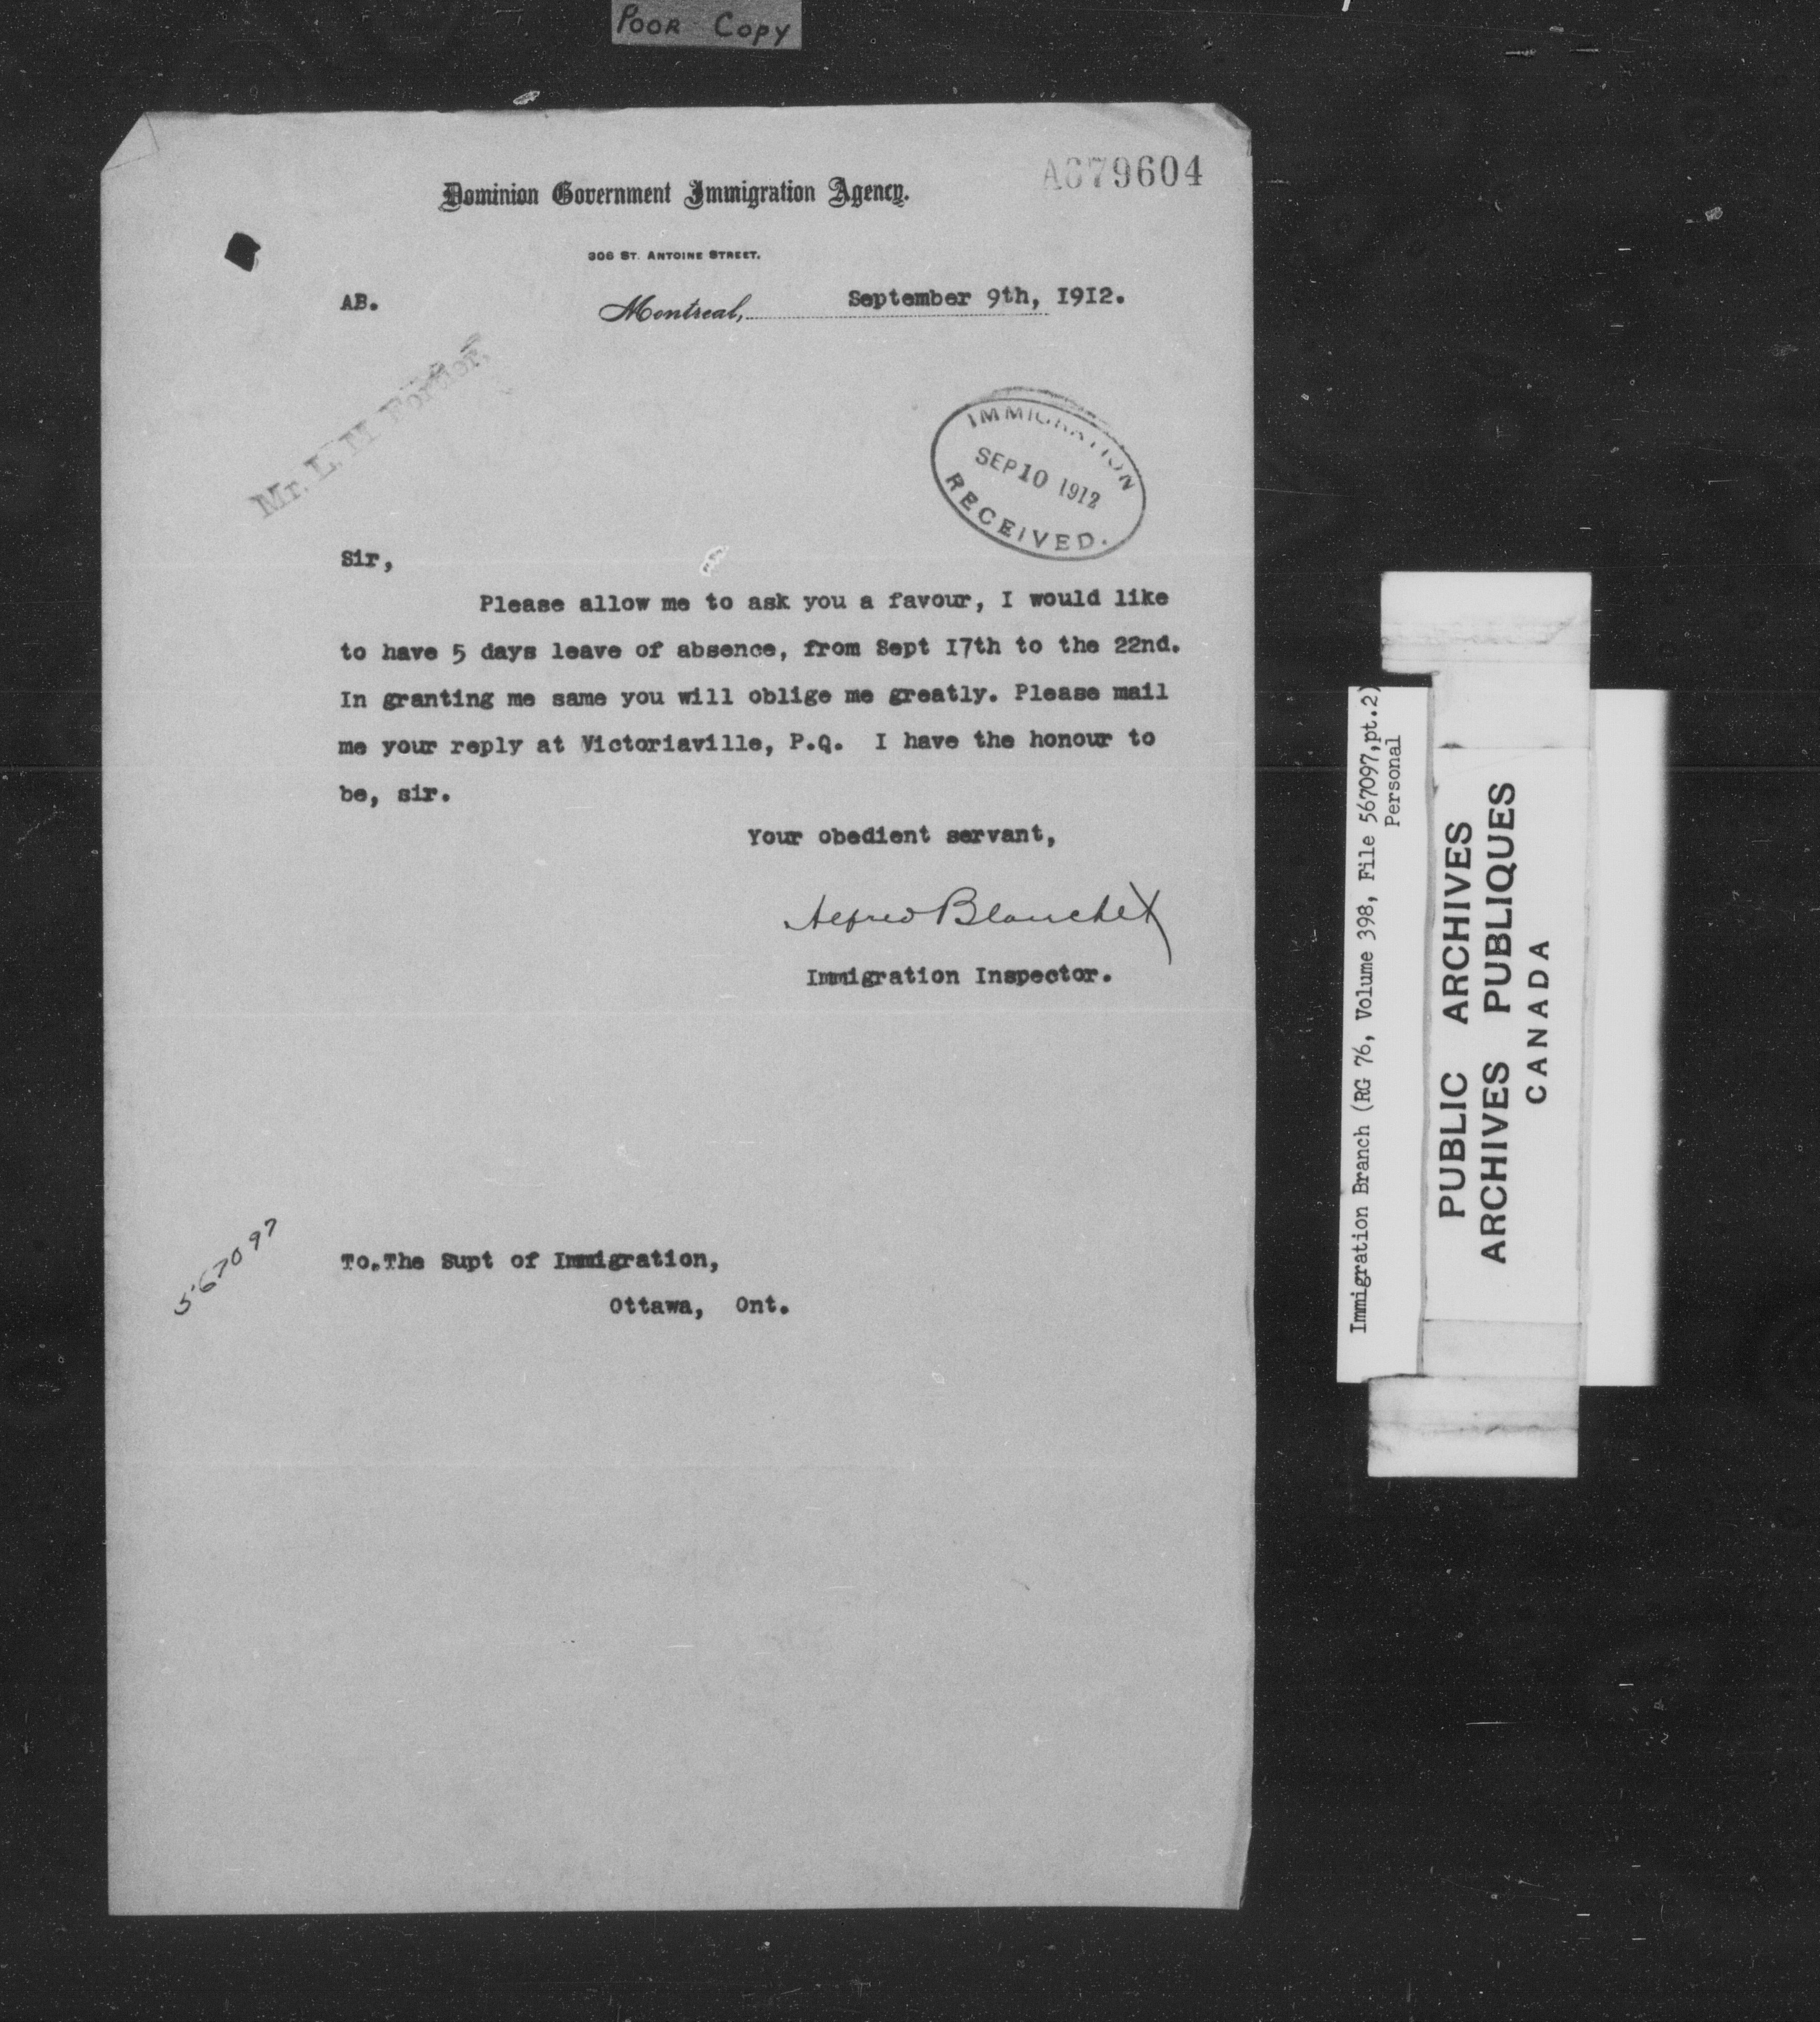 POOR COPY
A679604
Dominion Government Immigration Agency.
306 ST. ANTOINE STREET.
AB.
Montreal, September 9th, 1912.
Mr. L. M. Fortier,
IMMIGRATION
SEP 10 1912
RECEIVED.
Sir,
Please allow me to ask you a favour, I would like
to have 5 days leave of absence, from Sept 17th to the 22nd.
In granting me same you will oblige me greatly. Please mail
me your reply at Victoriaville, P.Q. I have the honour to
be, sir.
Your obedient servant,
Alfred Blanchet
Immigration Inspector.
567097
To.The Supt of Immigration,
Ottawa, Ont.
Immigration Branch (RG 76, Volume 398, File 567097,pt.2)
Personal
PUBLIC ARCHIVES
ARCHIVES PUBLIQUES
CANADA